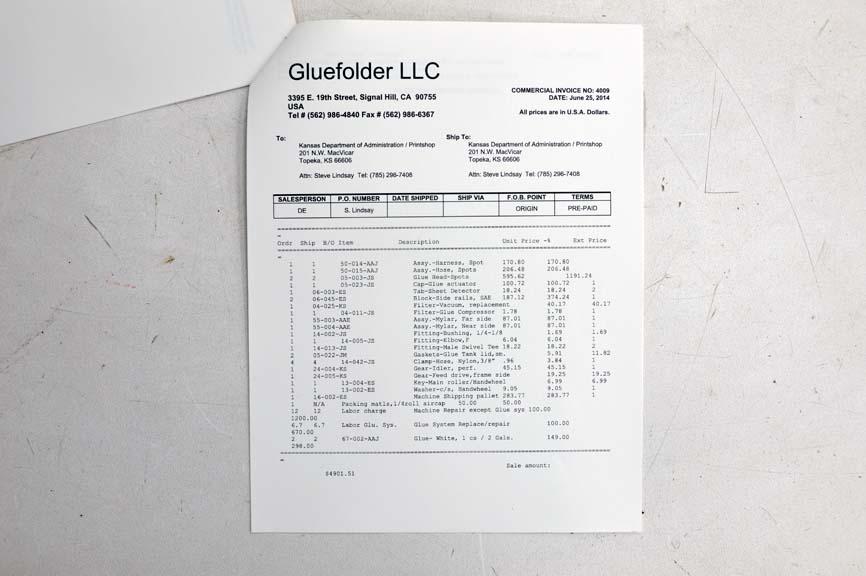 Gluefolder LLC
3395 E. 19th Street, Signal Hill, CA 90755
USA
Tel # (562) 986-4840 Fax # (562) 986-6367
COMMERCIAL INVOICE NO: 4009
DATE: June 25, 2014
All prices are in U.S.A. Dollars.
To:
Kansas Department of Administration / Printshop
201 N.W. MacVicar
Topeka, KS 66606
Attn: Steve Lindsay Tel: (785) 296-7408
Ship To:
Kansas Department of Administration / Printshop
201 N.W. MacVicar
Topeka, KS 66606
Attn: Steve Lindsay Tel: (785) 296-7408
SALESPERSON P.O. NUMBER DATE SHIPPED SHIP VIA F.O.B. POINT TERMS
DE S. Lindsay ORIGIN PRE-PAID
Ordr Ship B/O Item Description Unit Price -% Ext Price
1 1 50-014-AAJ Assy.-Harness, Spot 170.80 170.80
1 1 50-015-AAJ Assy.-Hose, Spots 206.48 206.48
2 2 05-003-JS Glue Head-Spots 595.62 1191.24
1 1 05-023-JS Cap-Glue actuator 100.72 100.72 1
1 06-003-ES Tab-Sheet Detector 18.24 18.24 2
2 06-045-ES Block-Side rails, SAE 187.12 374.24 1
1 04-025-KS Filter-Vacuum, replacement 40.17 40.17
1 1 04-011-JS Filter-Glue Compressor 1.78 1.78 1
1 55-003-AAE Assy.-Mylar, Far side 87.01 87.01 1
1 55-004-AAE Assy.-Mylar, Near side 87.01 87.01 1
1 14-002-JS Fitting-Bushing, 1/4-1/8 1.69 1.69
1 1 14-005-JS Fitting-Elbow,F 6.04 6.04 1
1 14-013-JS Fitting-Male Swivel Tee 18.22 18.22 2
2 05-022-JM Gaskets-Glue Tank lid,sm. 5.91 11.82
4 4 14-042-JS Clamp-Hose, Nylon,3/8" .96 3.84 1
1 24-004-KS Gear-Idler, perf. 45.15 45.15 1
1 24-005-KS Gear-Feed drive,frame side 19.25 19.25
1 1 13-004-ES Key-Main roller/Handwheel 6.99 6.99
1 1 13-002-ES Washer-c/s, Handwheel 9.05 9.05 1
1 16-002-ES Machine Shipping pallet 283.77 283.77 1
1 N/A Packing matls,1/4roll aircap 50.00 50.00
12 12 Labor charge Machine Repair except Glue sys 100.00
1200.00
6.7 6.7 Labor Glu. Sys. Glue System Replace/repair 100.00
670.00
2 2 67-002-AAJ Glue- White, 1 cs / 2 Gals. 149.00
298.00
Sale amount:
$4901.51